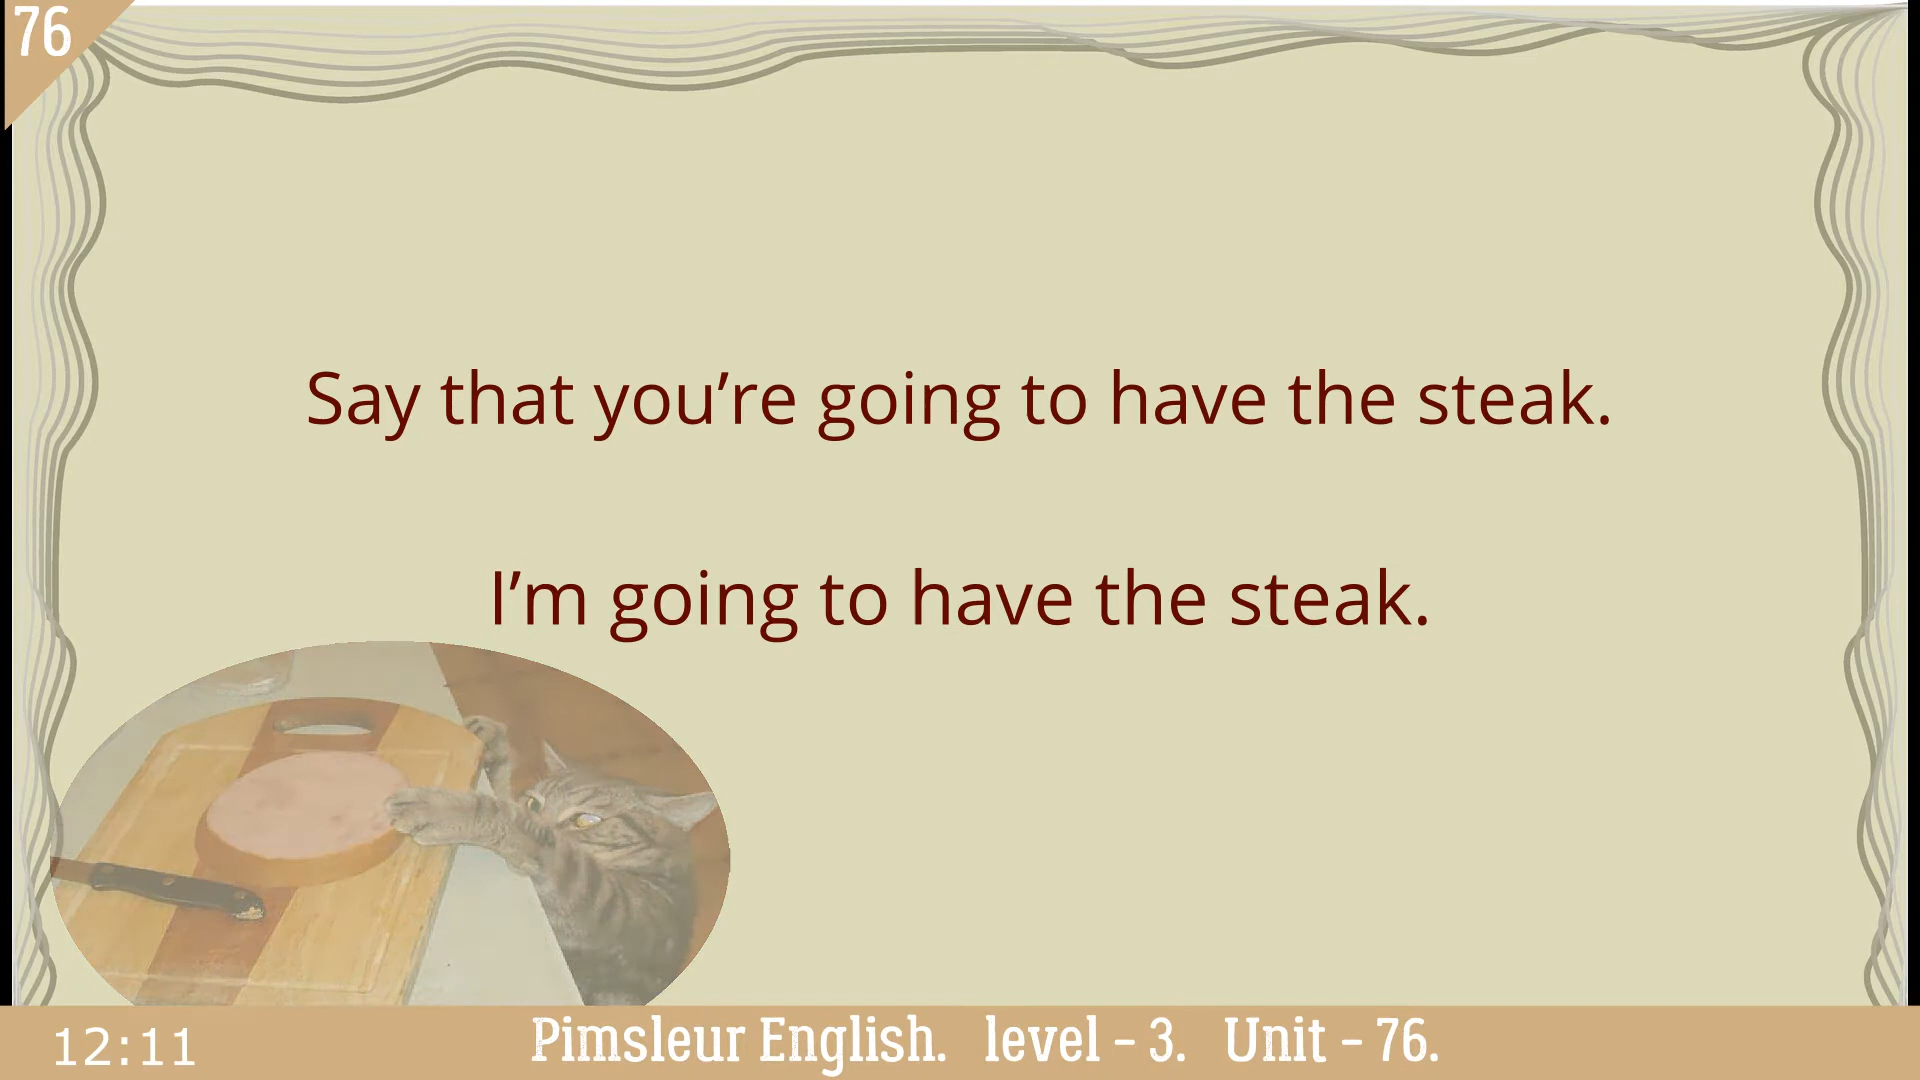 76
Say that you’re going to have the steak.
I’m going to have the steak.
12:11
Pimsleur English. level – 3. Unit – 76.